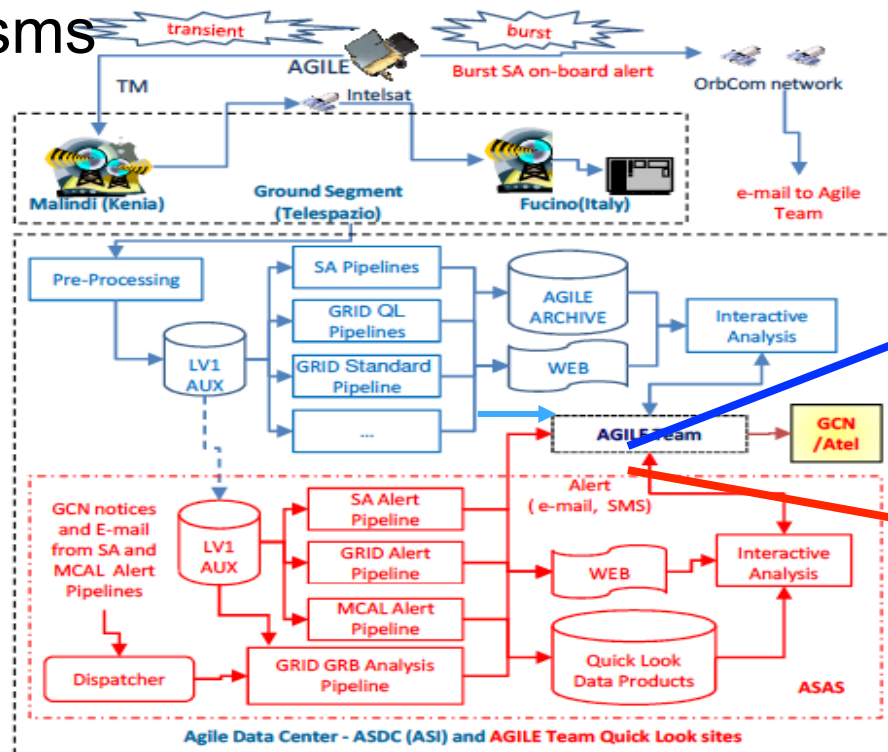 sms
transient
burst
AGILE
Burst SA on-board alert
TM
Intelsat
OrbCom network
Malindi (Kenia)
Ground Segment
(Telespazio)
Fucino(Italy)
e-mail to Agile
Team
Pre-Processing
SA Pipelines
GRID QL
Pipelines
GRID Standard
Pipeline
...
LV1
AUX
AGILE
ARCHIVE
WEB
Interactive
Analysis
AGILE Team
GCN
/Atel
GCN notices
and E-mail
from SA and
MCAL Alert
Pipelines
LV1
AUX
SA Alert
Pipeline
GRID Alert
Pipeline
MCAL Alert
Pipeline
GRID GRB Analysis
Pipeline
Dispatcher
Alert
( e-mail, SMS)
WEB
Interactive
Analysis
Quick Look
Data Products
ASAS
Agile Data Center - ASDC (ASI) and AGILE Team Quick Look sites